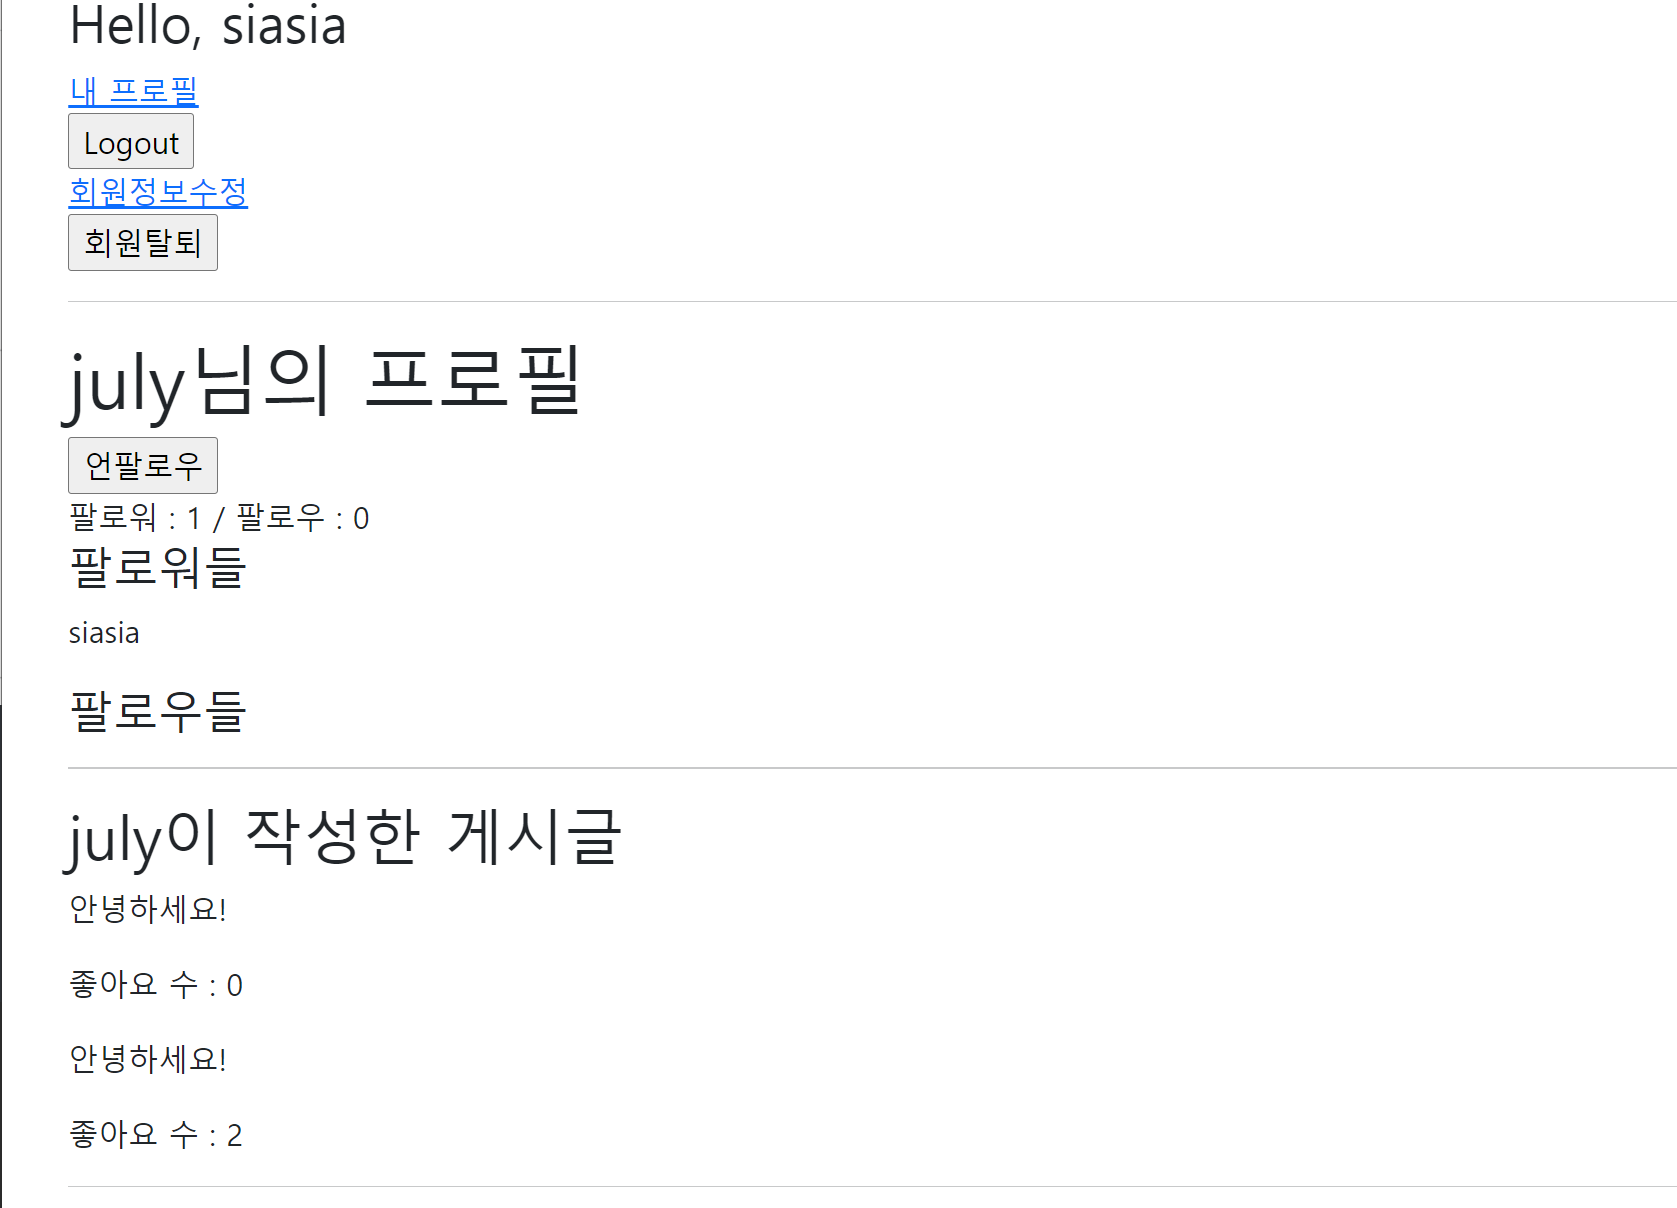 Hello, siasia
내 프로필
Logout
회원정보수정
회원탈퇴
july님의 프로필
언팔로우
팔로워 : 1 / 팔로우 : 0
팔로워들
siasia
팔로우들
july이 작성한 게시글
안녕하세요!
좋아요 수 : 0
안녕하세요!
좋아요 수 : 2